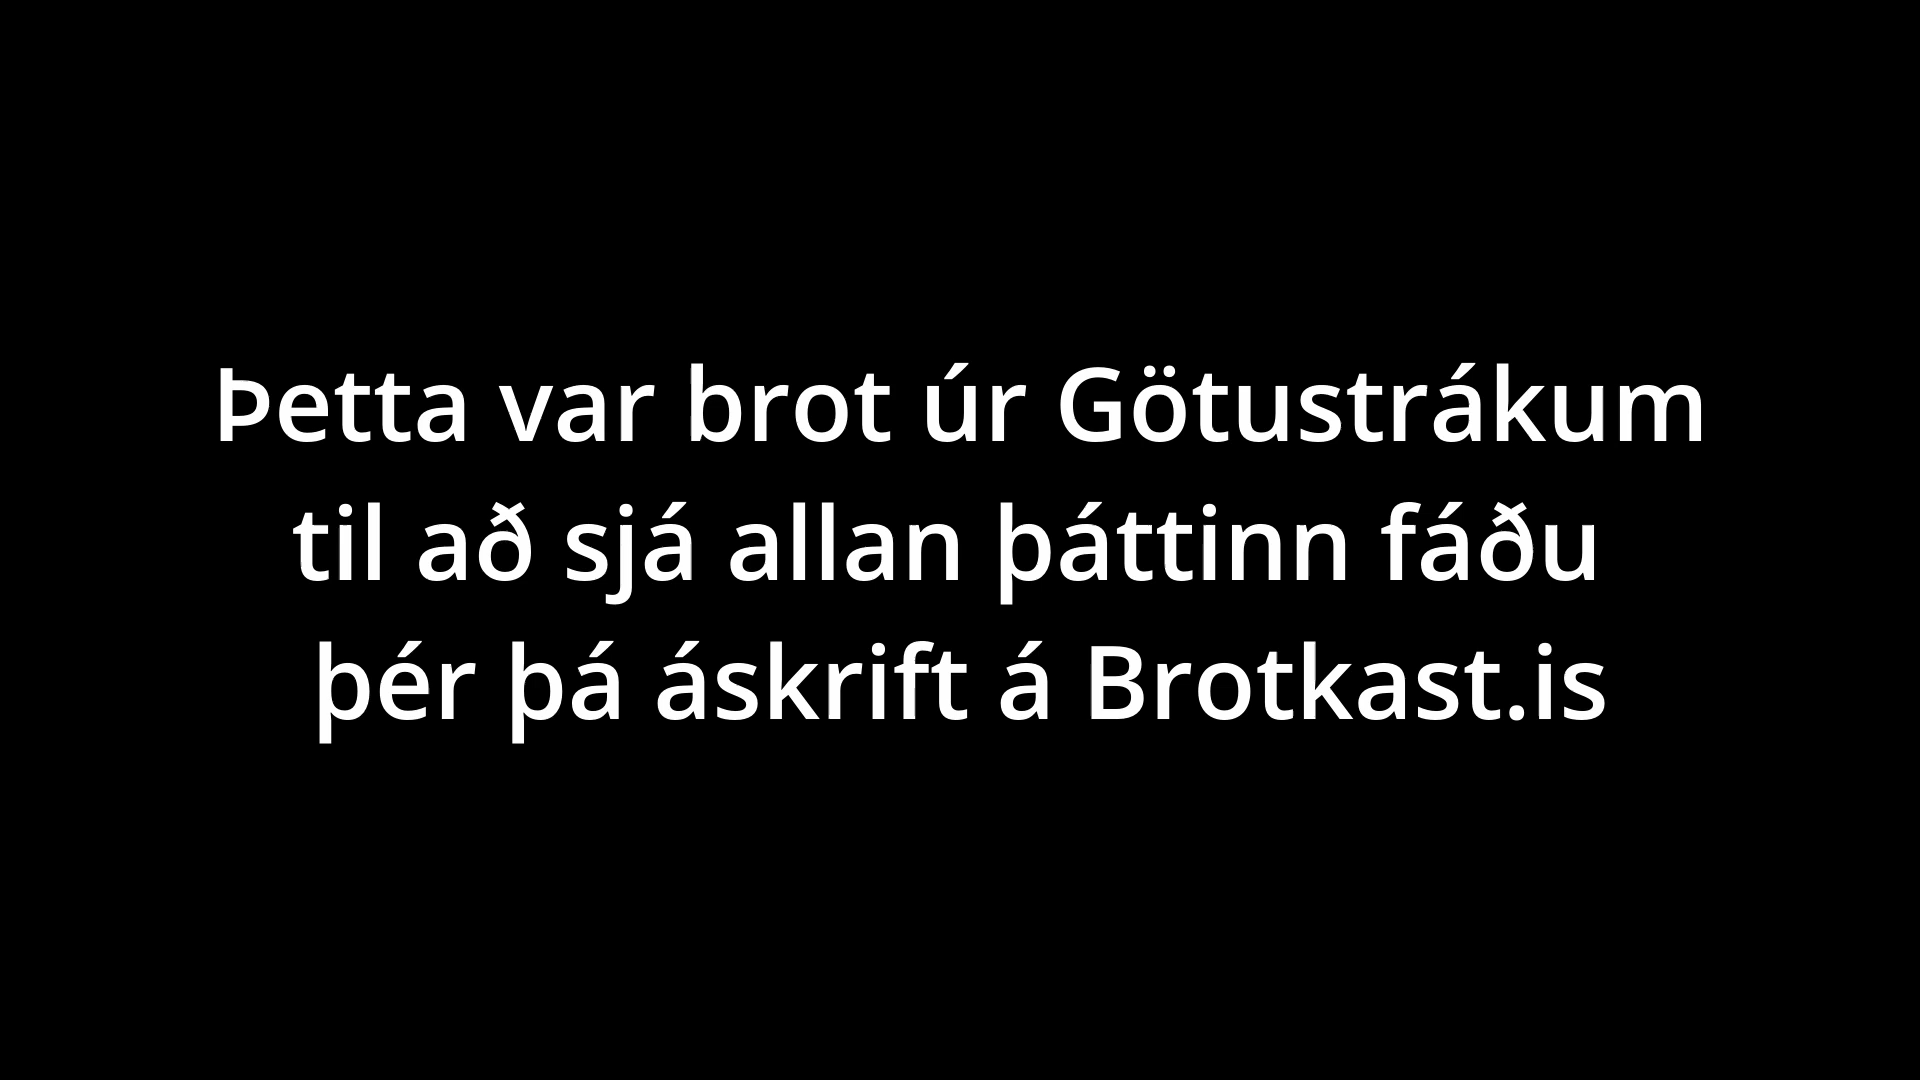 Þetta var brot úr Götustrákum
til að sjá allan þáttinn fáðu
þér þá áskrift á Brotkast.is